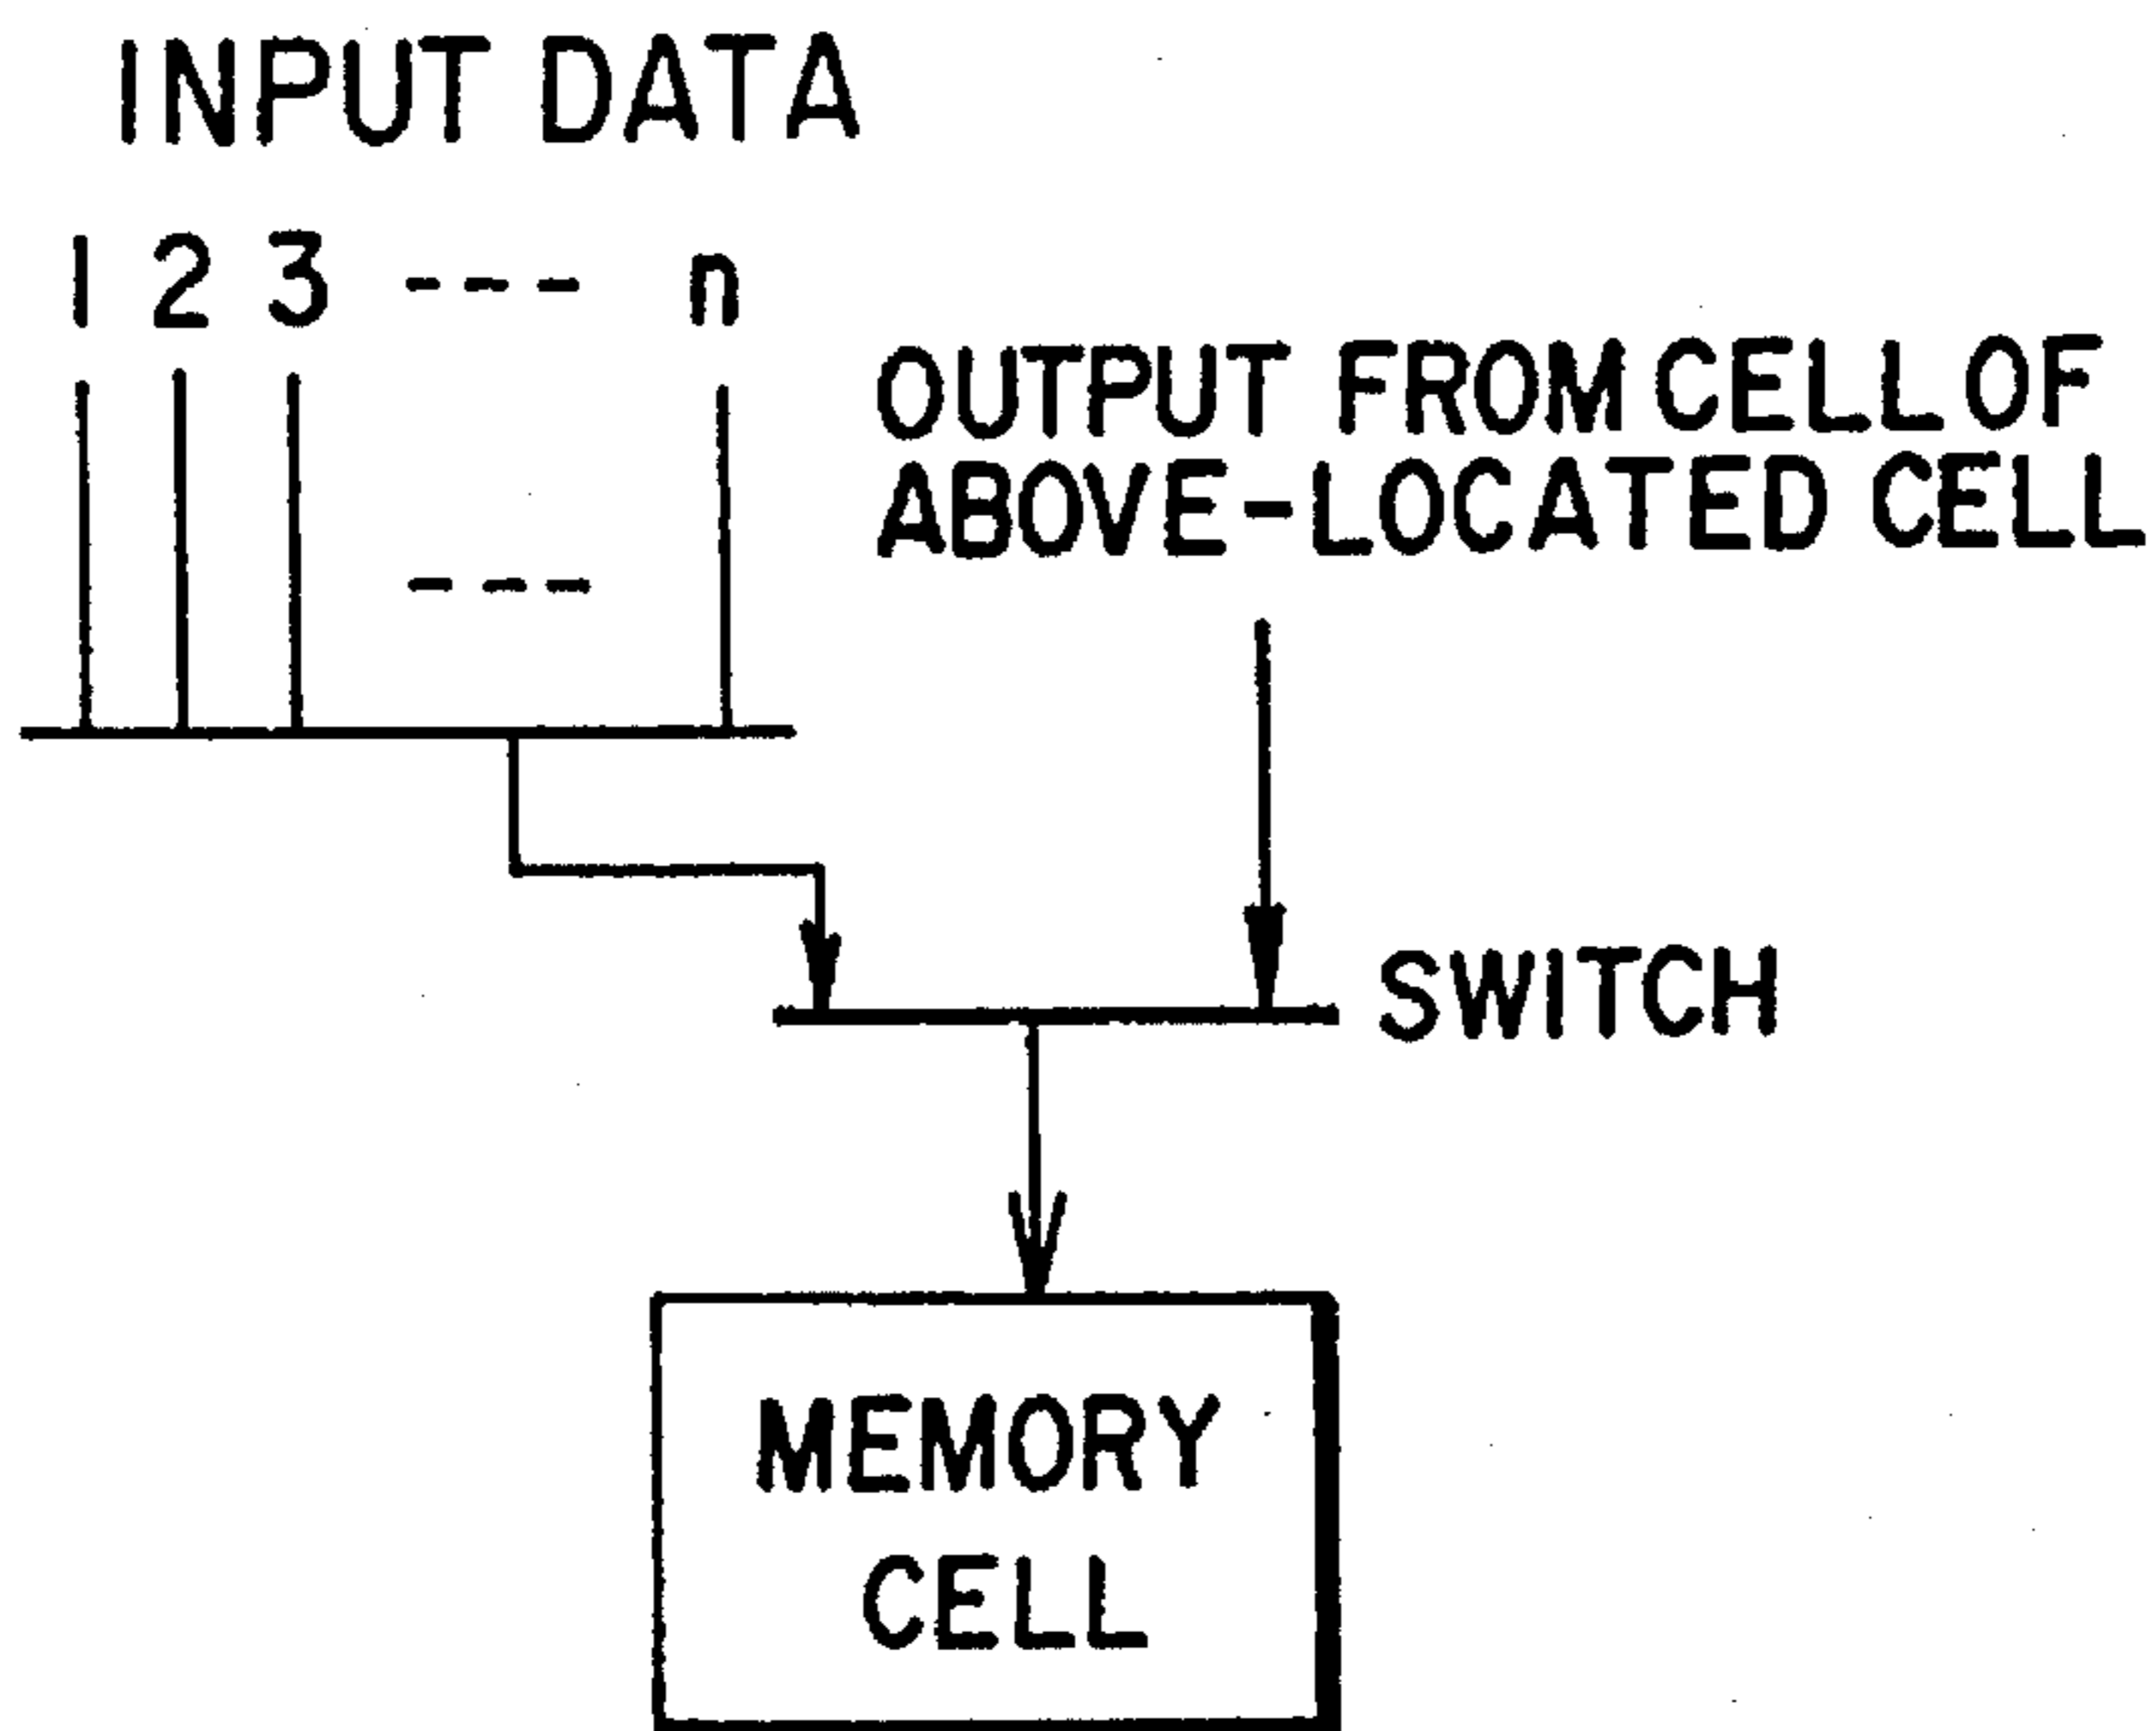 INPUT DATA
1 2 3 --- n
OUTPUT FROM CELL OF
ABOVE-LOCATED CELL
---
SWITCH
MEMORY
CELL